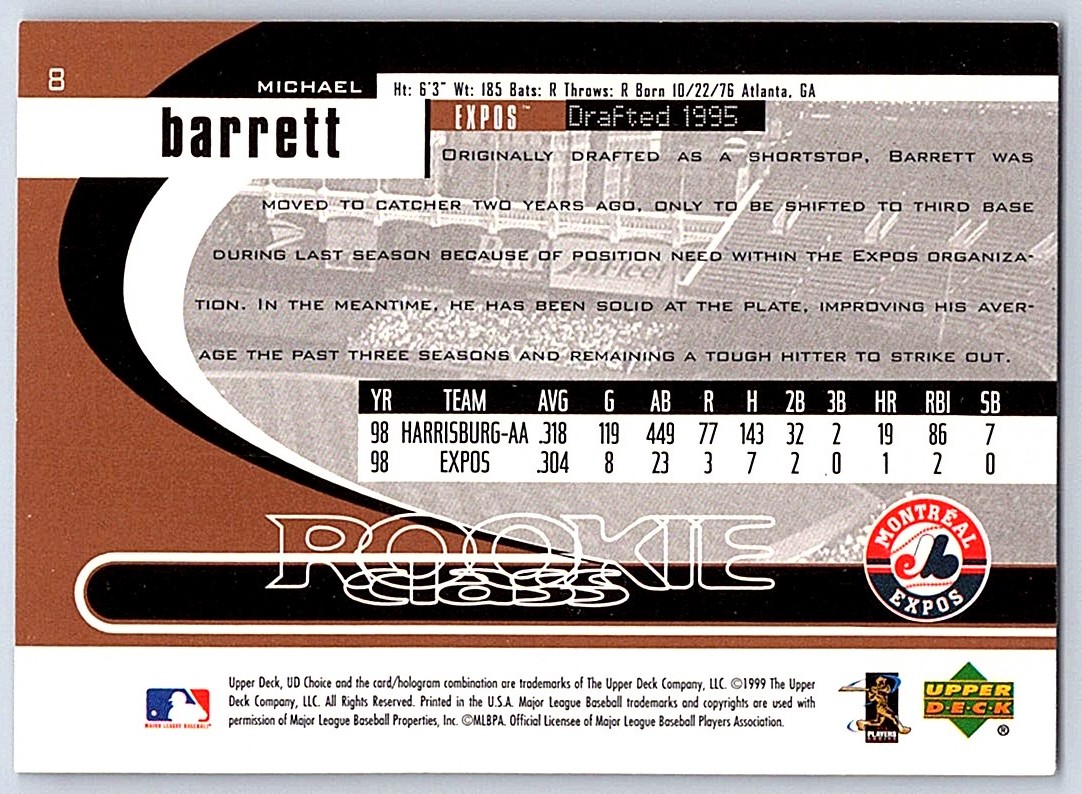 8
MICHAEL
Ht: 6'3" Wt: 185 Bats: R Throws: R Born 10/22/76 Atlanta, GA
barrett
EXPOS™ Drafted 1995
Originally drafted as a shortstop, Barrett was
moved to catcher two years ago, only to be shifted to third base
during last season because of position need within the Expos organiza-
tion. In the meantime, he has been solid at the plate, improving his aver-
age the past three seasons and remaining a tough hitter to strike out.
YR TEAM AVG G AB R H 2B 3B HR RBI SB
98 HARRISBURG-AA .318 119 449 77 143 32 2 19 86 7
98 EXPOS .304 8 23 3 7 2 0 1 2 0
ROOKIE
class
MONTRÉAL
EXPOS
Upper Deck, UD Choice and the card/hologram combination are trademarks of The Upper Deck Company, LLC. ©1999 The Upper
Deck Company, LLC. All Rights Reserved. Printed in the U.S.A. Major League Baseball trademarks and copyrights are used with
permission of Major League Baseball Properties, Inc. ©MLBPA. Official Licensee of Major League Baseball Players Association.
MAJOR LEAGUE BASEBALL
PLAYERS
CHOICE
UPPER
D·E·C·K
®